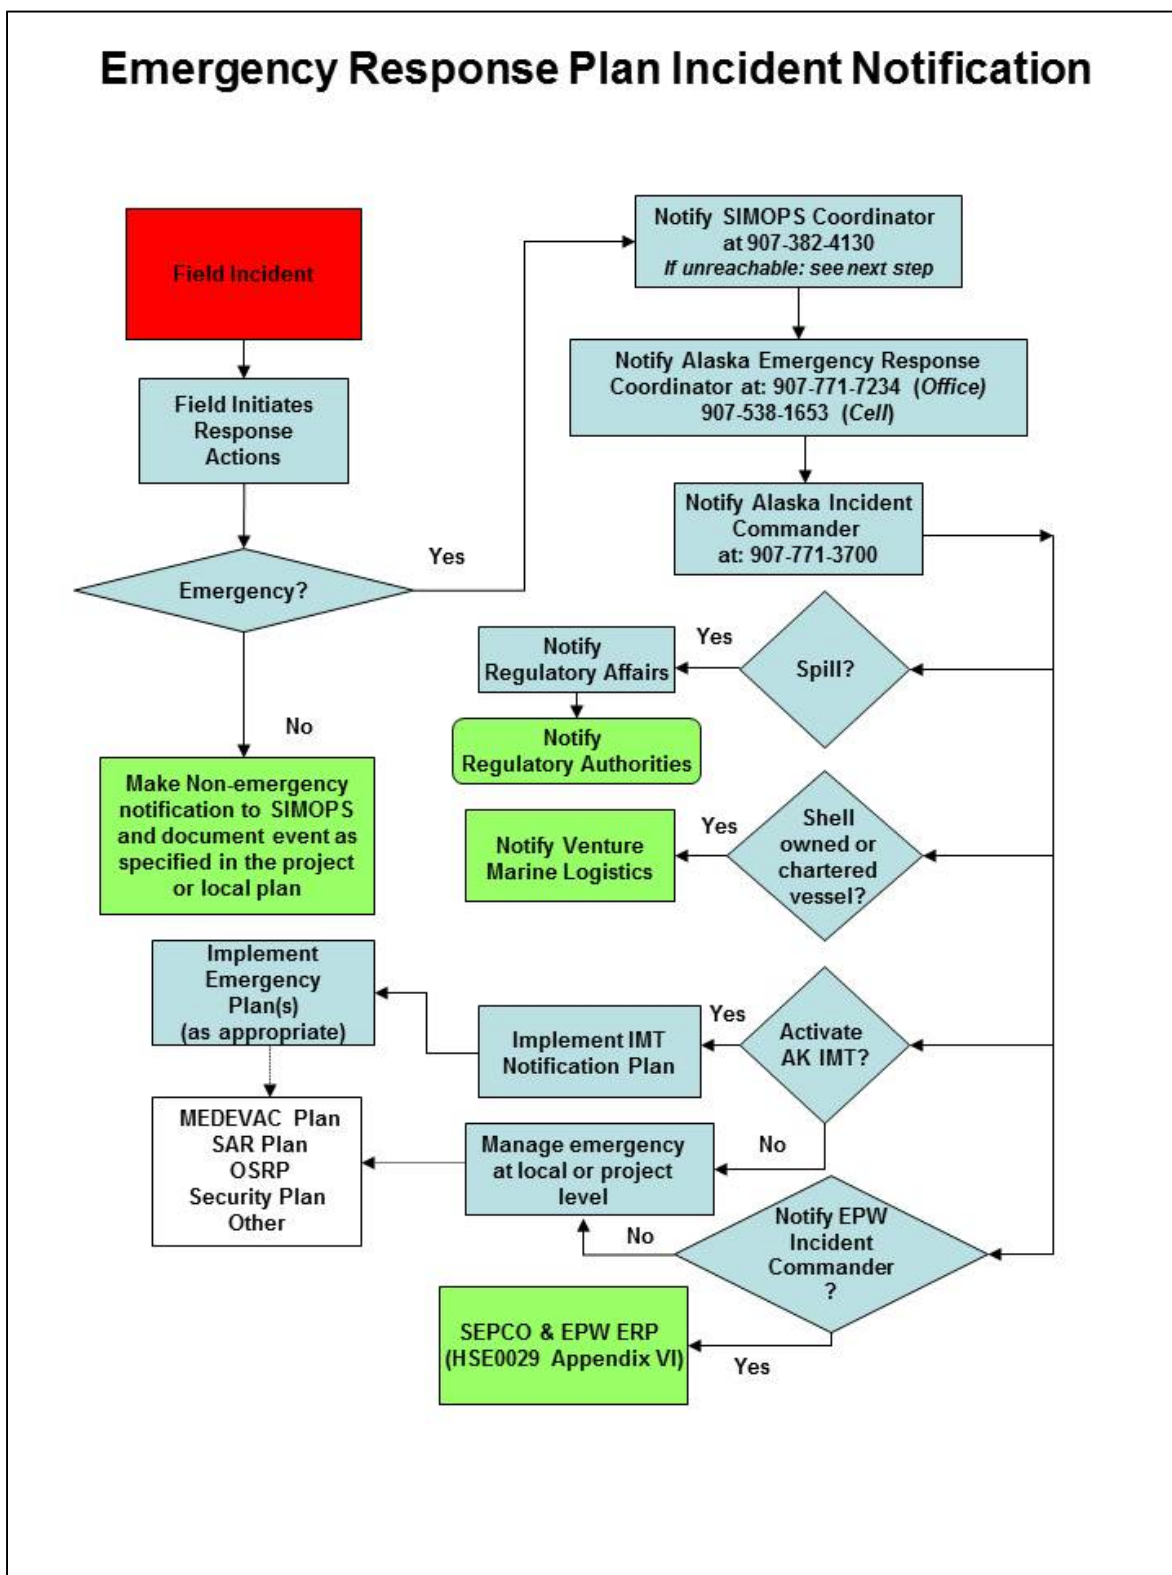 Emergency Response Plan Incident Notification
Field Incident
Field Initiates
Response
Actions
Emergency?
Yes
No
Make Non-emergency
notification to SIMOPS
and document event as
specified in the project
or local plan
Notify SIMOPS Coordinator
at 907-382-4130
If unreachable: see next step
Notify Alaska Emergency Response
Coordinator at: 907-771-7234 (Office)
907-538-1653 (Cell)
Notify Alaska Incident
Commander
at: 907-771-3700
Spill?
Yes
Notify
Regulatory Affairs
Notify
Regulatory Authorities
Shell
owned or
chartered
vessel?
Yes
Notify Venture
Marine Logistics
Activate
AK IMT?
Yes
Implement IMT
Notification Plan
Implement
Emergency
Plan(s)
(as appropriate)
MEDEVAC Plan
SAR Plan
OSRP
Security Plan
Other
No
Manage emergency
at local or project
level
Notify EPW
Incident
Commander
?
No
Yes
SEPCO & EPW ERP
(HSE0029 Appendix VI)